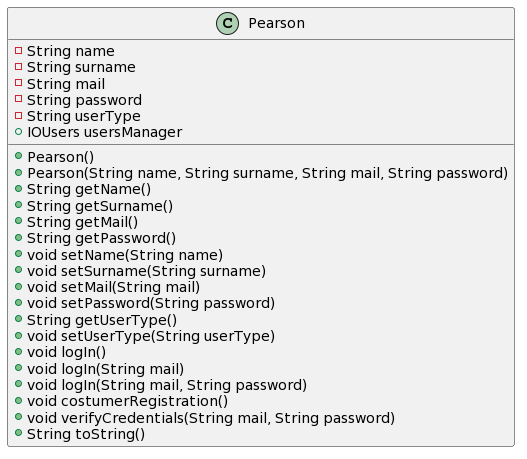 C Pearson
String name
String surname
String mail
String password
String userType
IOUsers usersManager
Pearson()
Pearson(String name, String surname, String mail, String password)
String getName()
String getSurname()
String getMail()
String getPassword()
void setName(String name)
void setSurname(String surname)
void setMail(String mail)
void setPassword(String password)
String getUserType()
void setUserType(String userType)
void logIn()
void logIn(String mail)
void logIn(String mail, String password)
void costumerRegistration()
void verifyCredentials(String mail, String password)
String toString()